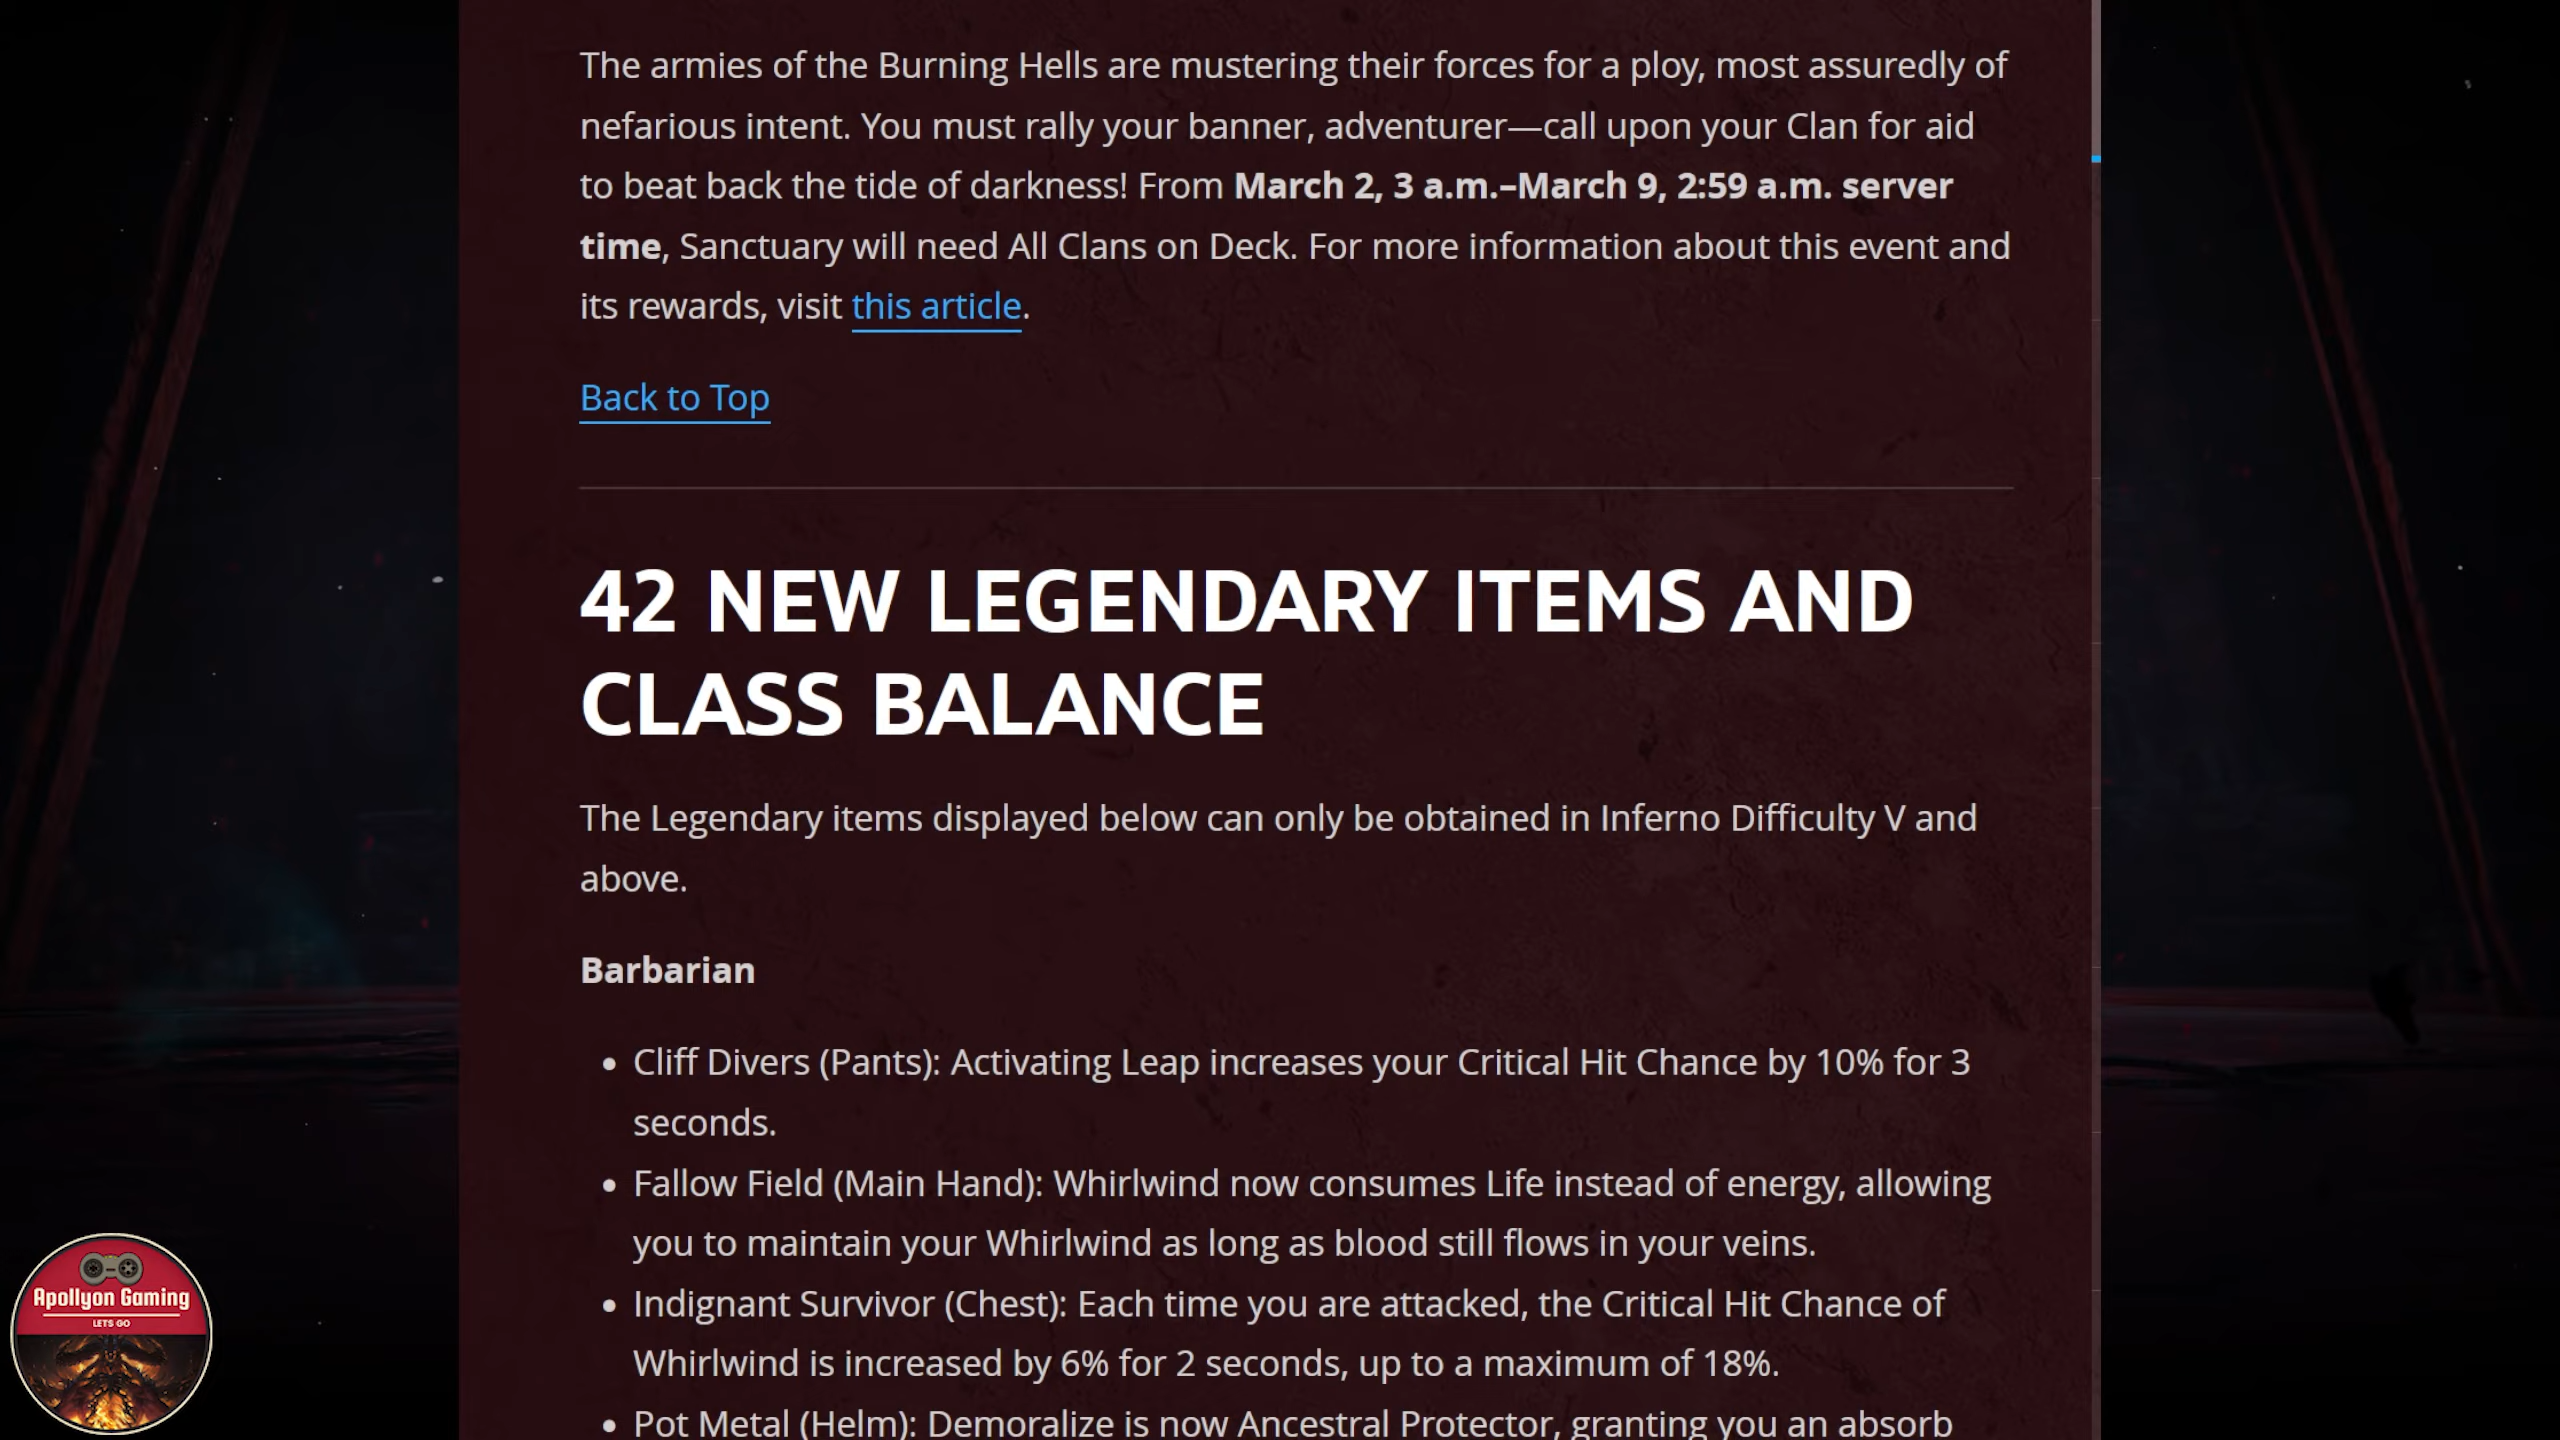 The armies of the Burning Hells are mustering their forces for a ploy, most assuredly of
nefarious intent. You must rally your banner, adventurer—call upon your Clan for aid
to beat back the tide of darkness! From March 2, 3 a.m.–March 9, 2:59 a.m. server
time, Sanctuary will need All Clans on Deck. For more information about this event and
its rewards, visit this article.
Back to Top
42 NEW LEGENDARY ITEMS AND
CLASS BALANCE
The Legendary items displayed below can only be obtained in Inferno Difficulty V and
above.
Barbarian
• Cliff Divers (Pants): Activating Leap increases your Critical Hit Chance by 10% for 3
seconds.
• Fallow Field (Main Hand): Whirlwind now consumes Life instead of energy, allowing
you to maintain your Whirlwind as long as blood still flows in your veins.
• Indignant Survivor (Chest): Each time you are attacked, the Critical Hit Chance of
Whirlwind is increased by 6% for 2 seconds, up to a maximum of 18%.
• Pot Metal (Helm): Demoralize is now Ancestral Protector, granting you an absorb
Apollyon Gaming
LETS GO